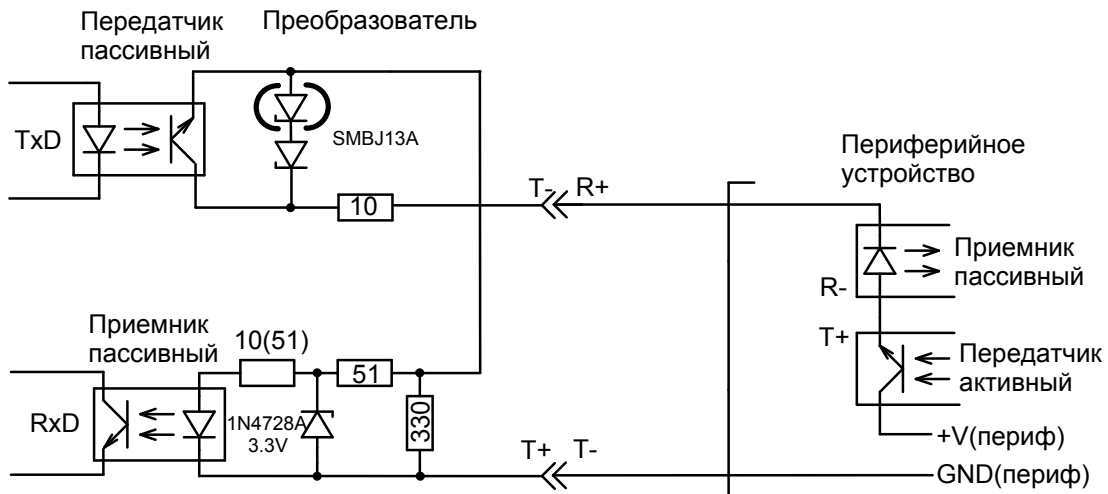 Передатчик
пассивный
Преобразователь
TxD
SMBJ13A
10
T- R+
Периферийное
устройство
Приемник
пассивный
R-
T+
Передатчик
активный
+V(периф)
GND(периф)
Приемник
пассивный
10(51)
51
RxD
1N4728A
3.3V
330
T+ T-